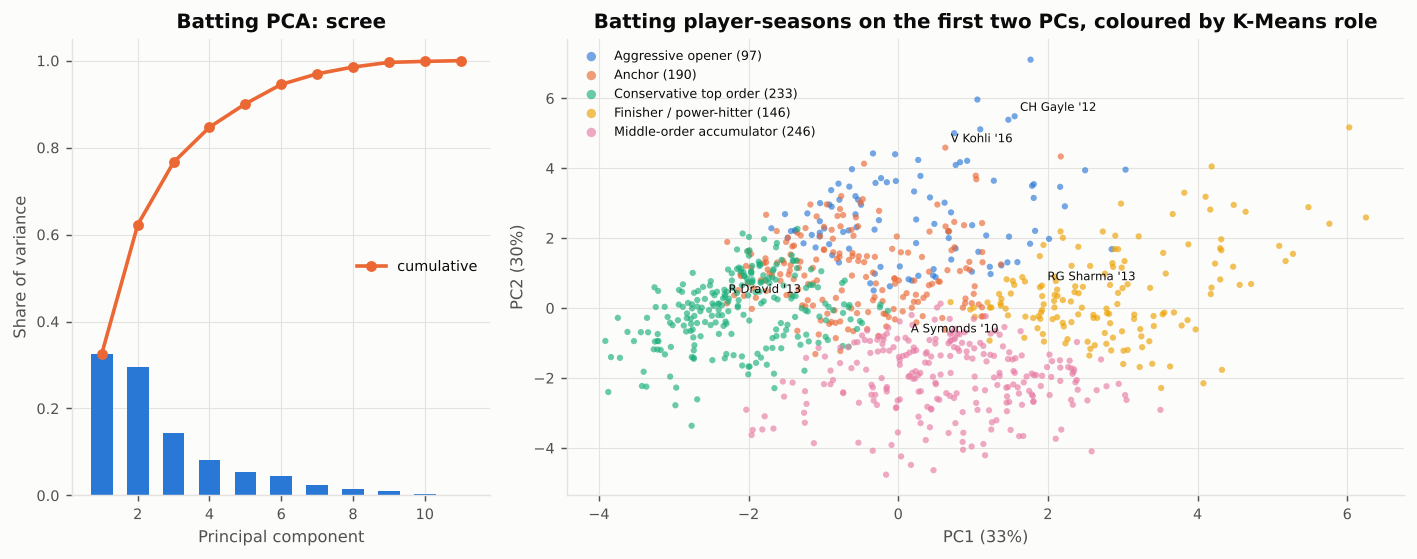 Batting PCA: scree
Share of variance
1.0
0.8
0.6
0.4
0.2
0.0
cumulative
2
4
6
8
10
Principal component
Batting player-seasons on the first two PCs, coloured by K-Means role
Aggressive opener (97)
Anchor (190)
Conservative top order (233)
Finisher / power-hitter (146)
Middle-order accumulator (246)
CH Gayle '12
V Kohli '16
RG Sharma '13
R Dravid '13
A Symonds '10
PC2 (30%)
6
4
2
0
−2
−4
−4
−2
0
2
4
6
PC1 (33%)